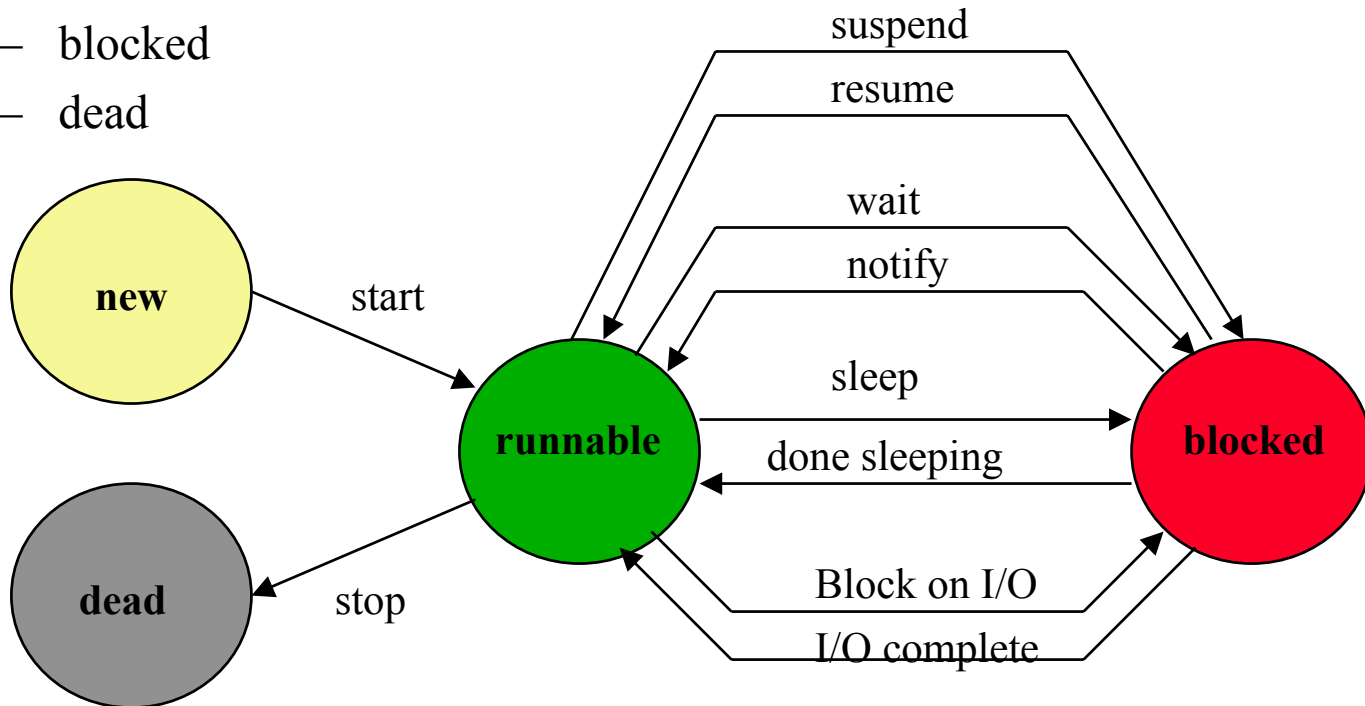 – blocked
– dead
suspend
resume
wait
notify
new
start
sleep
runnable
blocked
done sleeping
dead
stop
Block on I/O
I/O complete